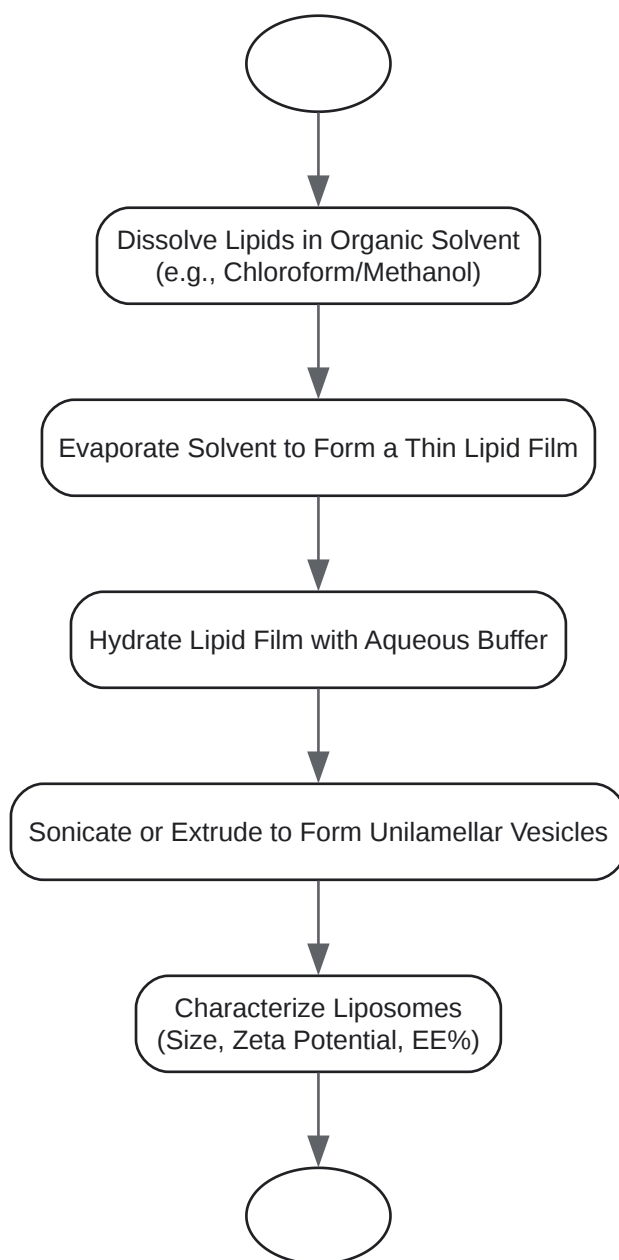 Dissolve Lipids in Organic Solvent
(e.g., Chloroform/Methanol)
Evaporate Solvent to Form a Thin Lipid Film
Hydrate Lipid Film with Aqueous Buffer
Sonicate or Extrude to Form Unilamellar Vesicles
Characterize Liposomes
(Size, Zeta Potential, EE%)